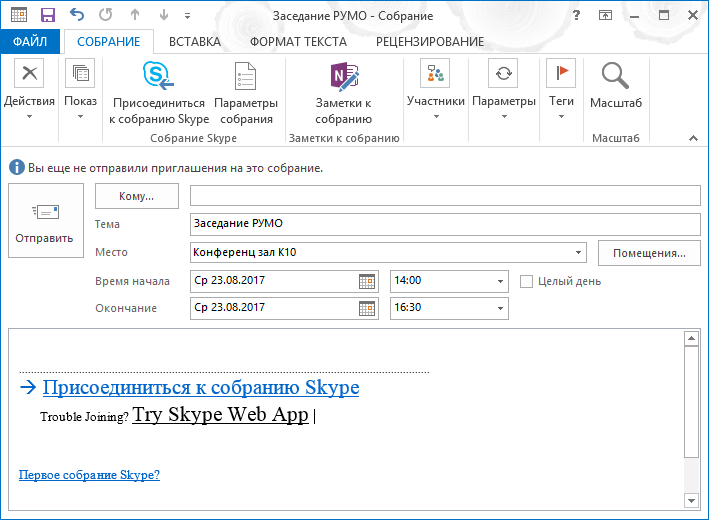 Заседание РУМО - Собрание
ФАЙЛ СОБРАНИЕ ВСТАВКА ФОРМАТ ТЕКСТА РЕЦЕНЗИРОВАНИЕ
Действия
Показ
Присоединиться
к собранию Skype
Параметры
собрания
Собрание Skype
Заметки к
собранию
Заметки к собранию
Участники
Параметры
Теги
Масштаб
Масштаб
Вы еще не отправили приглашения на это собрание.
Отправить
Кому...
Тема Заседание РУМО
Место Конференц зал К10 Помещения...
Время начала Ср 23.08.2017 14:00 Целый день
Окончание Ср 23.08.2017 16:30
Присоединиться к собранию Skype
Trouble Joining? Try Skype Web App
Первое собрание Skype?